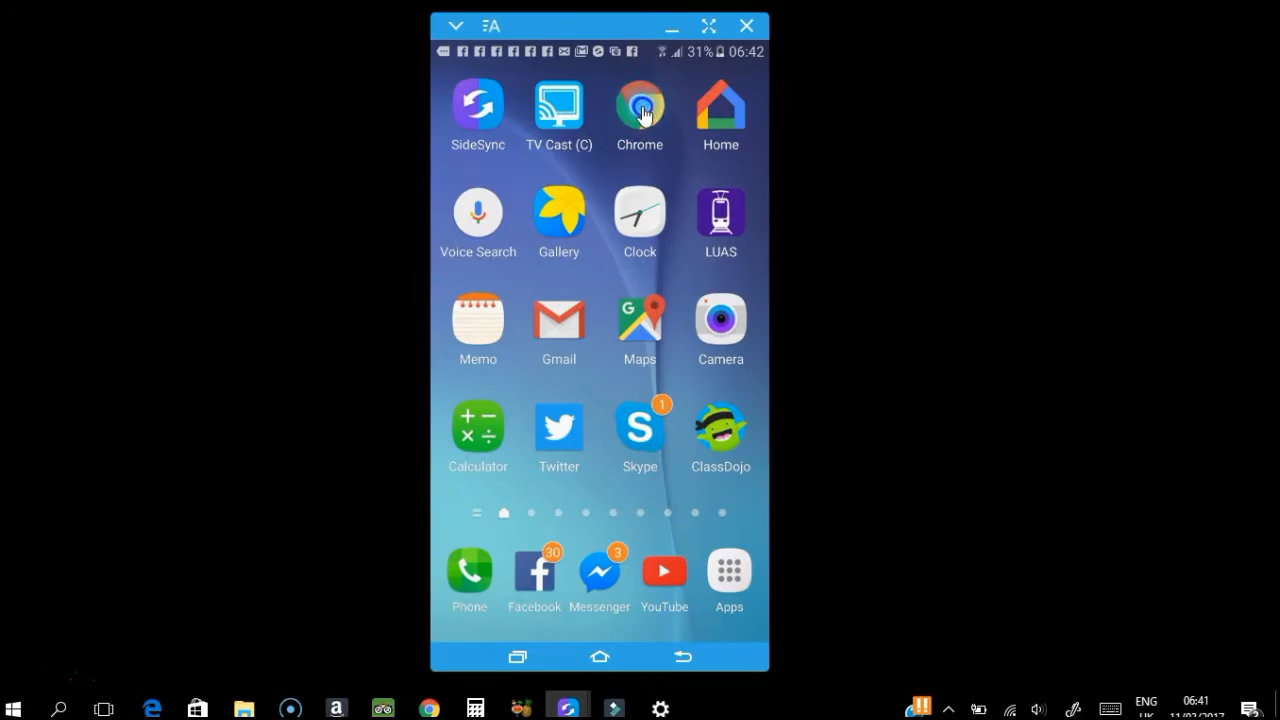 A
31% 06:42
SideSync TV Cast (C) Chrome Home
Voice Search Gallery Clock LUAS
G
Memo Gmail Maps Camera
1
Calculator Twitter Skype ClassDojo
30 3
Phone Facebook Messenger YouTube Apps
ENG 06:41